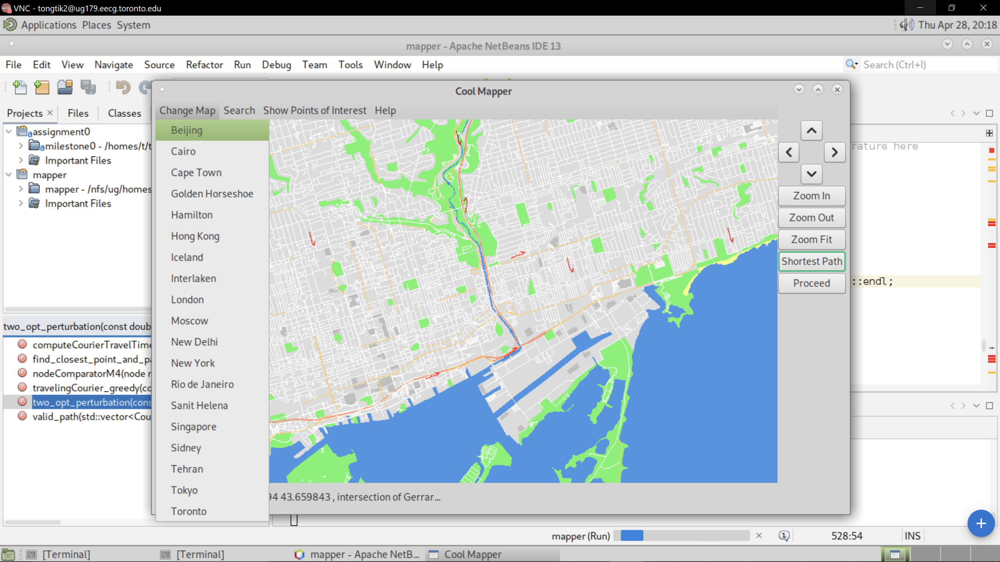 VNC - tongtik2@ug179.eecg.toronto.edu
Applications Places System
Thu Apr 28, 20:18
mapper - Apache NetBeans IDE 13
File Edit View Navigate Source Refactor Run Debug Team Tools Window Help
Search (Ctrl+I)
Cool Mapper
Projects Files Classes
Change Map Search Show Points of Interest Help
assignment0
milestone0 - /homes/t/t
Important Files
mapper
mapper - /nfs/ug/homes
Important Files
two_opt_perturbation(const doub
computeCourierTravelTime
find_closest_point_and_pa
nodeComparatorM4(node r
travelingCourier_greedy(co
two_opt_perturbation(cons
valid_path(std::vector<Cou
Beijing
Cairo
Cape Town
Golden Horseshoe
Hamilton
Hong Kong
Iceland
Interlaken
London
Moscow
New Delhi
New York
Rio de Janeiro
Sanit Helena
Singapore
Sidney
Tehran
Tokyo
Toronto
Zoom In
Zoom Out
Zoom Fit
Shortest Path
Proceed
rature here
::endl;
94 43.659843 , intersection of Gerrar...
mapper (Run)
1
528:54
INS
[Terminal]
[Terminal]
mapper - Apache NetB...
Cool Mapper